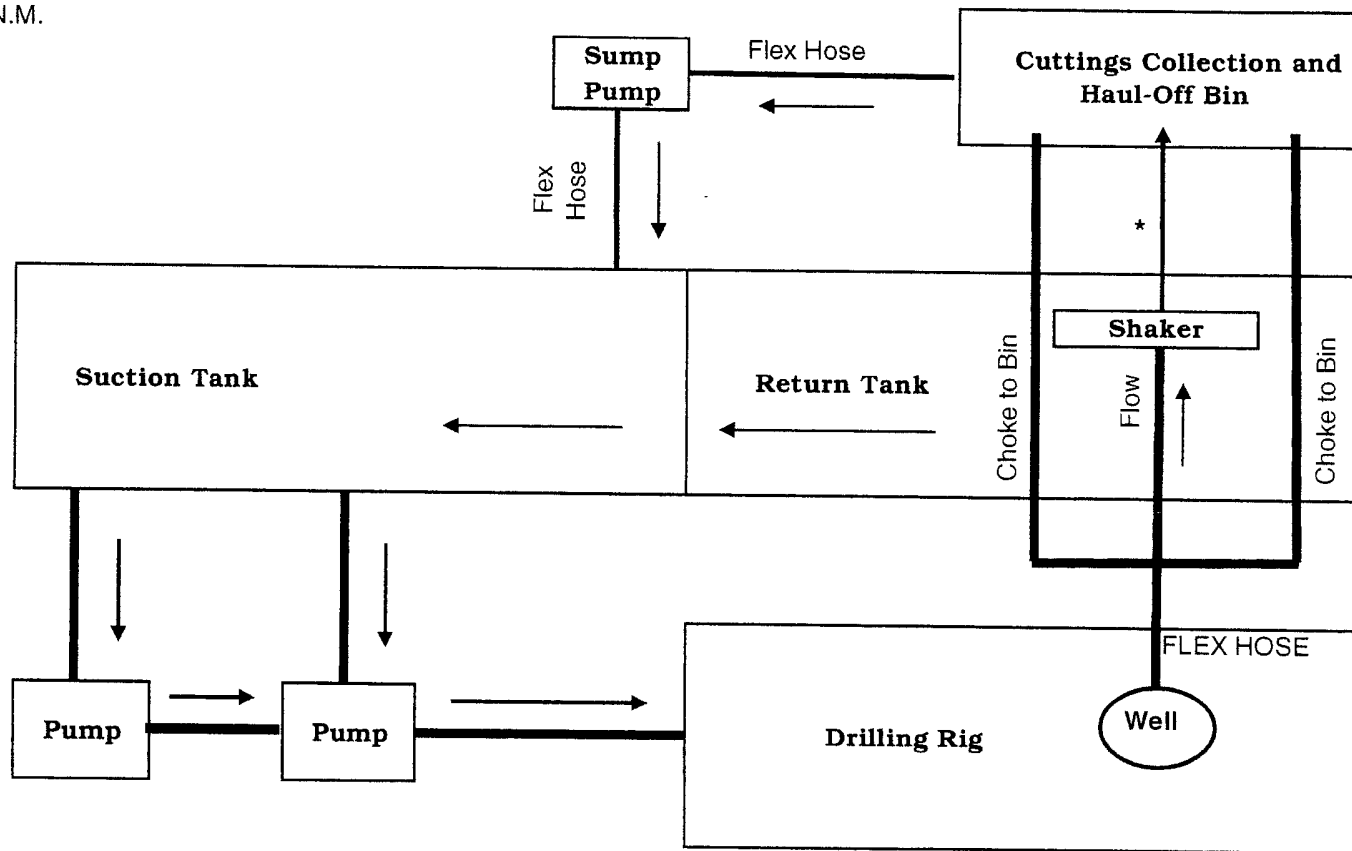 N.M.
Sump
Pump
Flex Hose
Cuttings Collection and
Haul-Off Bin
Flex
Hose
*
Shaker
Suction Tank
Return Tank
Choke to Bin
Flow
Choke to Bin
FLEX HOSE
Pump
Pump
Drilling Rig
Well